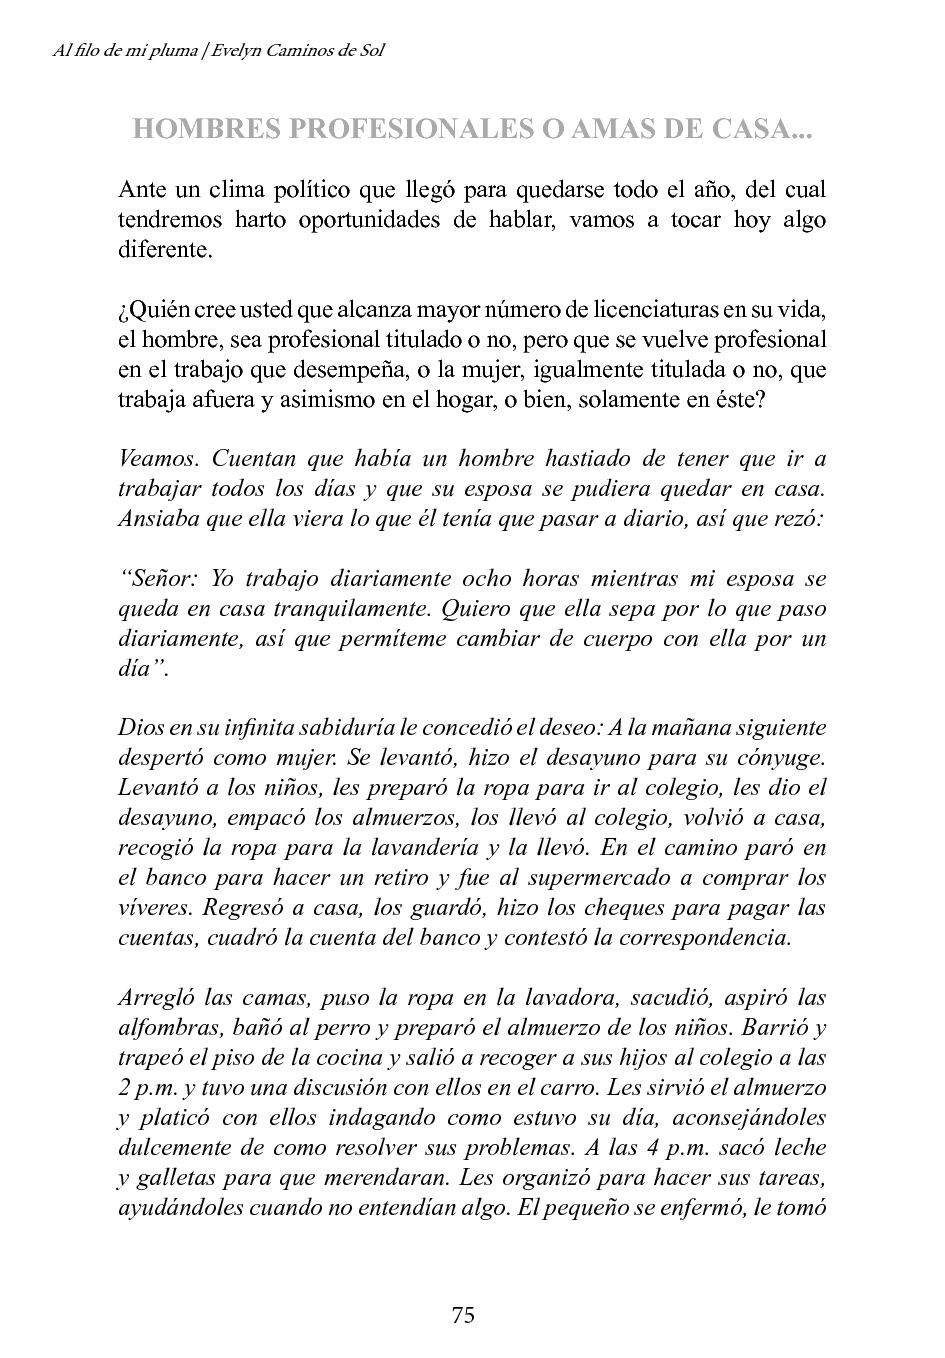 Al filo de mi pluma | Evelyn Caminos de Sol
HOMBRES PROFESIONALES O AMAS DE CASA...
Ante un clima político que llegó para quedarse todo el año, del cual
tendremos harto oportunidades de hablar, vamos a tocar hoy algo
diferente.
¿Quién cree usted que alcanza mayor número de licenciaturas en su vida,
el hombre, sea profesional titulado o no, pero que se vuelve profesional
en el trabajo que desempeña, o la mujer, igualmente titulada o no, que
trabaja afuera y asimismo en el hogar, o bien, solamente en éste?
Veamos. Cuentan que había un hombre hastiado de tener que ir a
trabajar todos los días y que su esposa se pudiera quedar en casa.
Ansiaba que ella viera lo que él tenía que pasar a diario, así que rezó:
“Señor: Yo trabajo diariamente ocho horas mientras mi esposa se
queda en casa tranquilamente. Quiero que ella sepa por lo que paso
diariamente, así que permíteme cambiar de cuerpo con ella por un
día”.
Dios en su infinita sabiduría le concedió el deseo: A la mañana siguiente
despertó como mujer. Se levantó, hizo el desayuno para su cónyuge.
Levantó a los niños, les preparó la ropa para ir al colegio, les dio el
desayuno, empacó los almuerzos, los llevó al colegio, volvió a casa,
recogió la ropa para la lavandería y la llevó. En el camino paró en
el banco para hacer un retiro y fue al supermercado a comprar los
víveres. Regresó a casa, los guardó, hizo los cheques para pagar las
cuentas, cuadró la cuenta del banco y contestó la correspondencia.
Arregló las camas, puso la ropa en la lavadora, sacudió, aspiró las
alfombras, bañó al perro y preparó el almuerzo de los niños. Barrió y
trapeó el piso de la cocina y salió a recoger a sus hijos al colegio a las
2 p.m. y tuvo una discusión con ellos en el carro. Les sirvió el almuerzo
y platicó con ellos indagando como estuvo su día, aconsejándoles
dulcemente de como resolver sus problemas. A las 4 p.m. sacó leche
y galletas para que merendaran. Les organizó para hacer sus tareas,
ayudándoles cuando no entendían algo. El pequeño se enfermó, le tomó
75